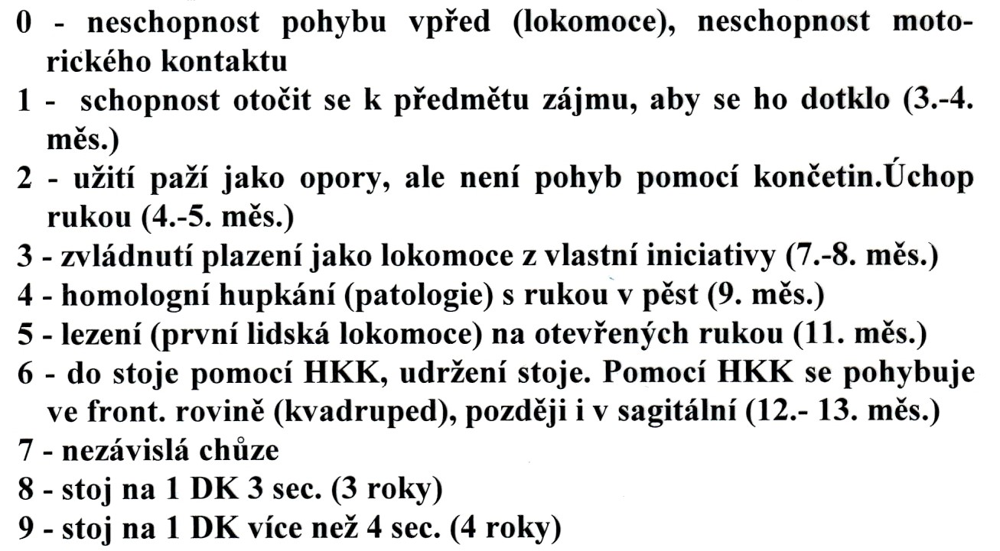 0 - neschopnost pohybu vpřed (lokomoce), neschopnost moto-
rického kontaktu
1 - schopnost otočit se k předmětu zájmu, aby se ho dotklo (3.-4.
měs.)
2 - užití paží jako opory, ale není pohyb pomocí končetin.Úchop
rukou (4.-5. měs.)
3 - zvládnutí plazení jako lokomoce z vlastní iniciativy (7.-8. měs.)
4 - homologní hupkání (patologie) s rukou v pěst (9. měs.)
5 - lezení (první lidská lokomoce) na otevřených rukou (11. měs.)
6 - do stoje pomocí HKK, udržení stoje. Pomocí HKK se pohybuje
ve front. rovině (kvadruped), později i v sagitální (12.- 13. měs.)
7 - nezávislá chůze
8 - stoj na 1 DK 3 sec. (3 roky)
9 - stoj na 1 DK více než 4 sec. (4 roky)